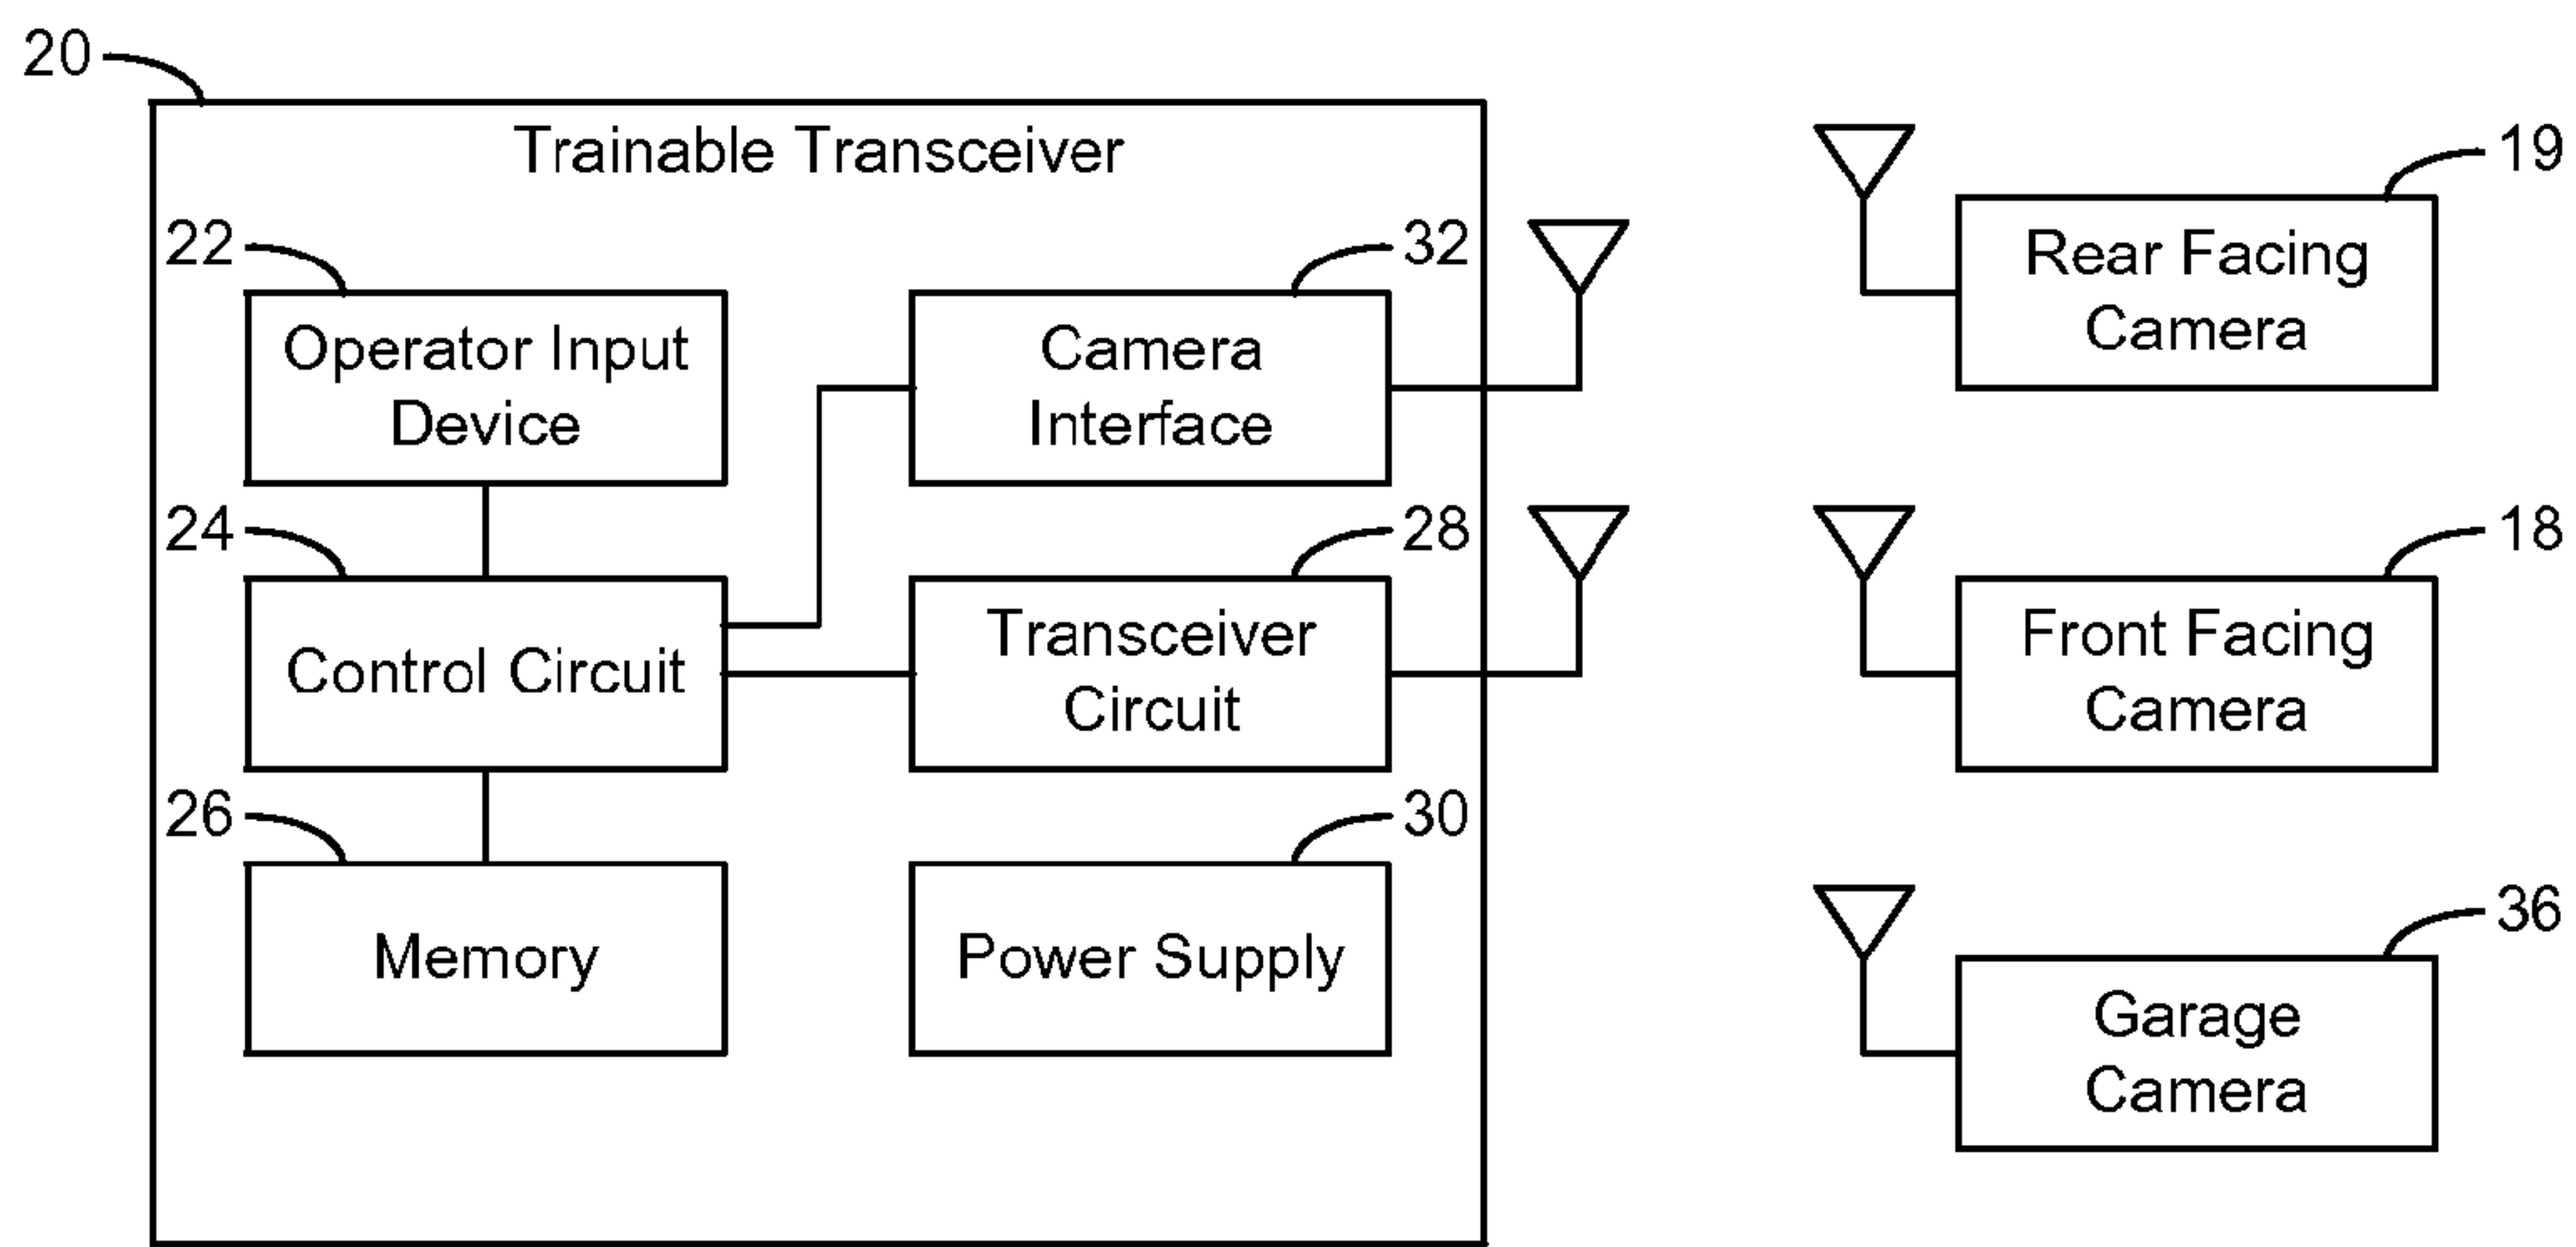 20
Trainable Transceiver
22
Operator Input
Device
32
Camera
Interface
24
Control Circuit
28
Transceiver
Circuit
26
Memory
30
Power Supply
19
Rear Facing
Camera
18
Front Facing
Camera
36
Garage
Camera